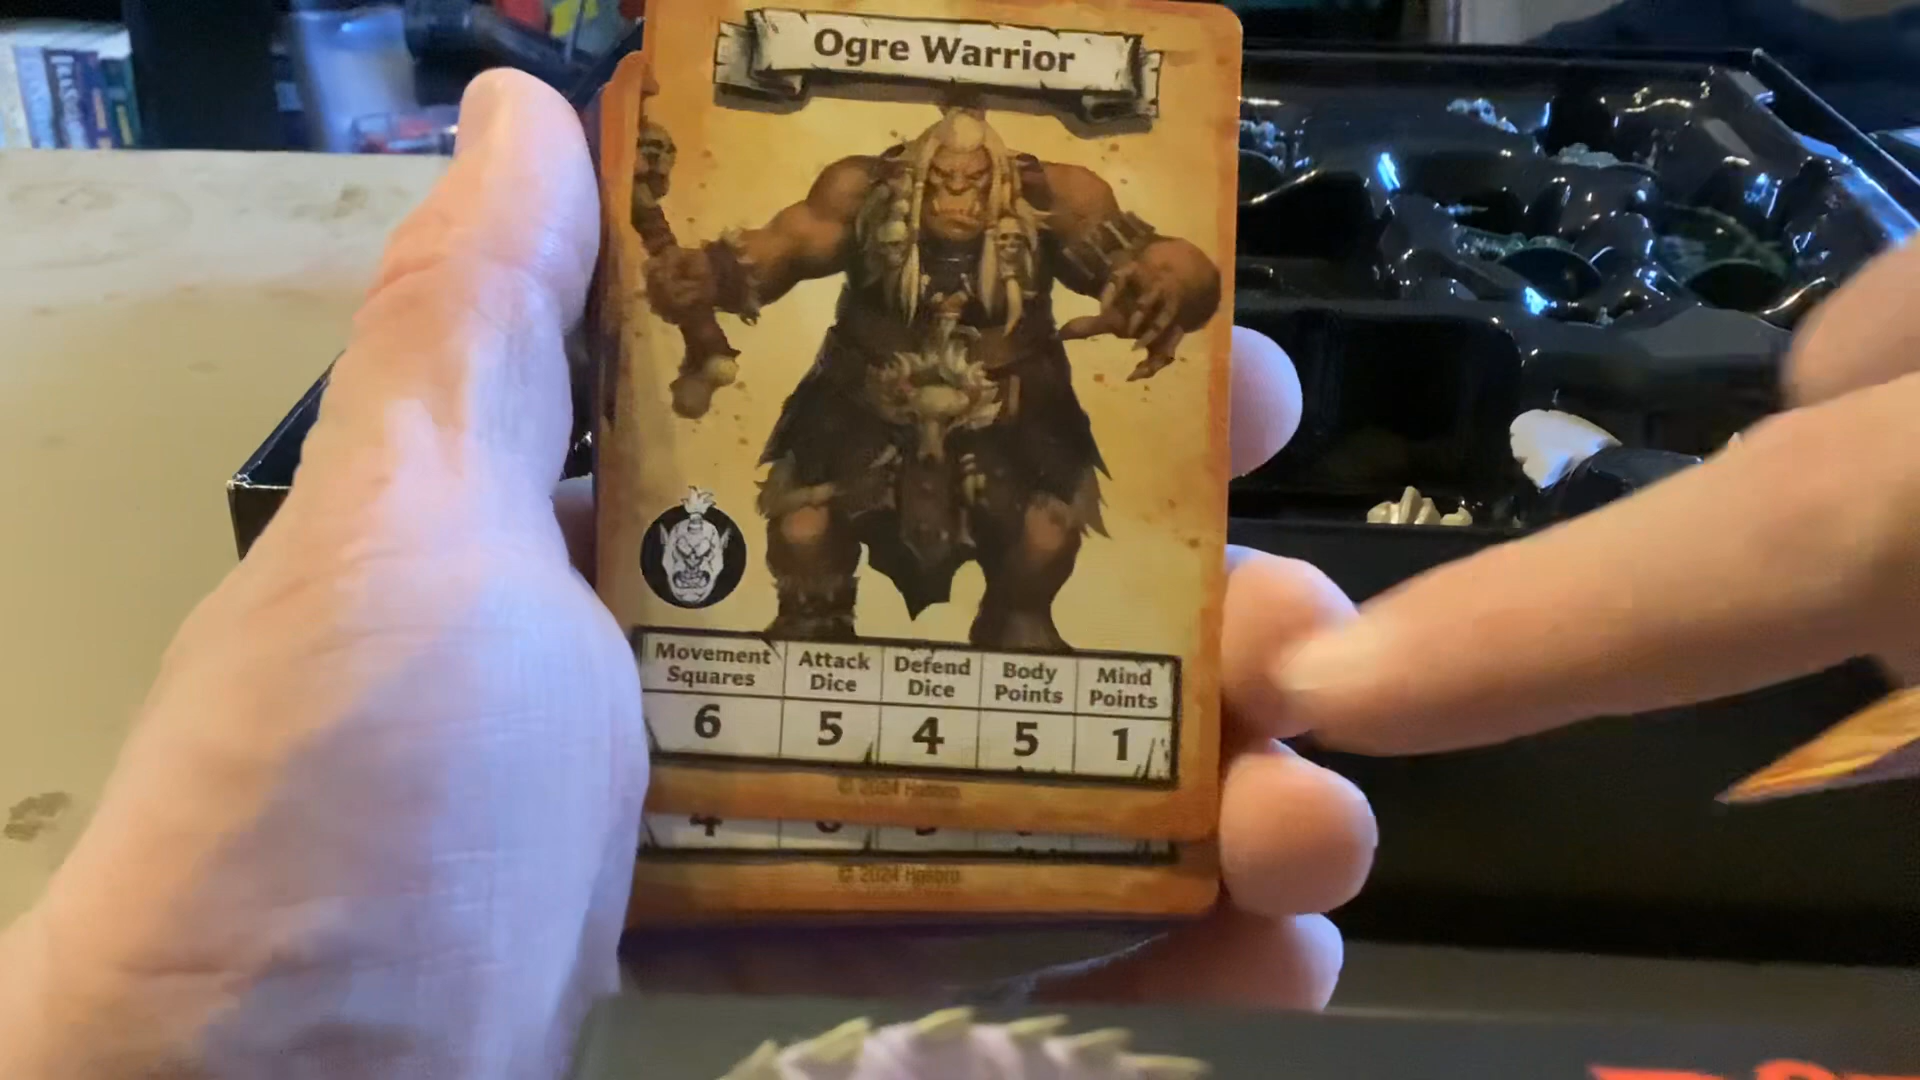 Ogre Warrior
Movement Squares
Attack Dice
Defend Dice
Body Points
Mind Points
6 5 4 5 1
© 2024 Hasbro.
4
© 2024 Hasbro.